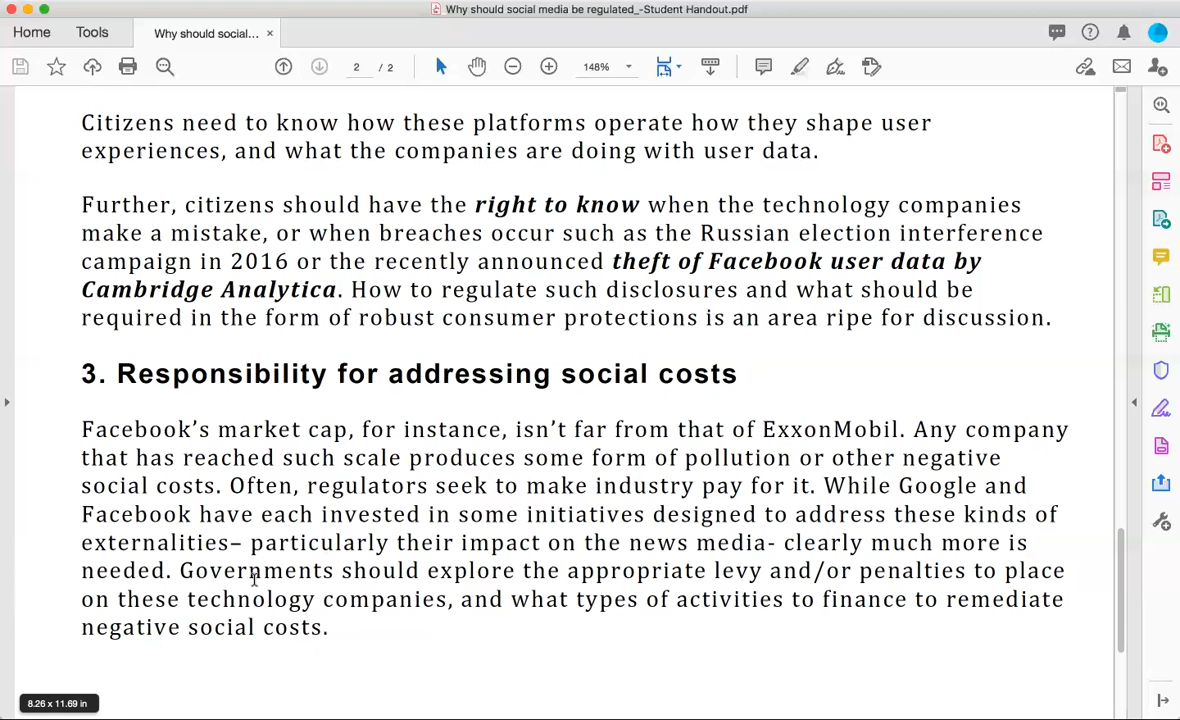 Why should social media be regulated_-Student Handout.pdf
Home
Tools
Why should social... ×
2 / 2
148%
Citizens need to know how these platforms operate how they shape user
experiences, and what the companies are doing with user data.
Further, citizens should have the right to know when the technology companies
make a mistake, or when breaches occur such as the Russian election interference
campaign in 2016 or the recently announced theft of Facebook user data by
Cambridge Analytica. How to regulate such disclosures and what should be
required in the form of robust consumer protections is an area ripe for discussion.
3. Responsibility for addressing social costs
Facebook’s market cap, for instance, isn’t far from that of ExxonMobil. Any company
that has reached such scale produces some form of pollution or other negative
social costs. Often, regulators seek to make industry pay for it. While Google and
Facebook have each invested in some initiatives designed to address these kinds of
externalities– particularly their impact on the news media- clearly much more is
needed. Governments should explore the appropriate levy and/or penalties to place
on these technology companies, and what types of activities to finance to remediate
negative social costs.
8.26 x 11.69 in